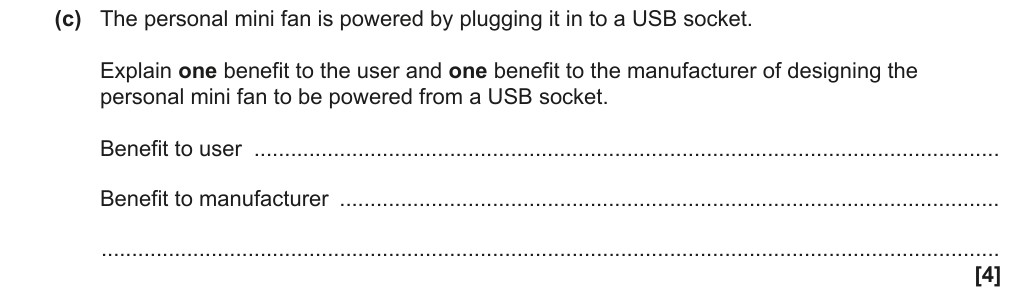 (c) The personal mini fan is powered by plugging it in to a USB socket.
Explain one benefit to the user and one benefit to the manufacturer of designing the
personal mini fan to be powered from a USB socket.
Benefit to user ..........................................................................................................................
Benefit to manufacturer ............................................................................................................
...................................................................................................................................................
[4]